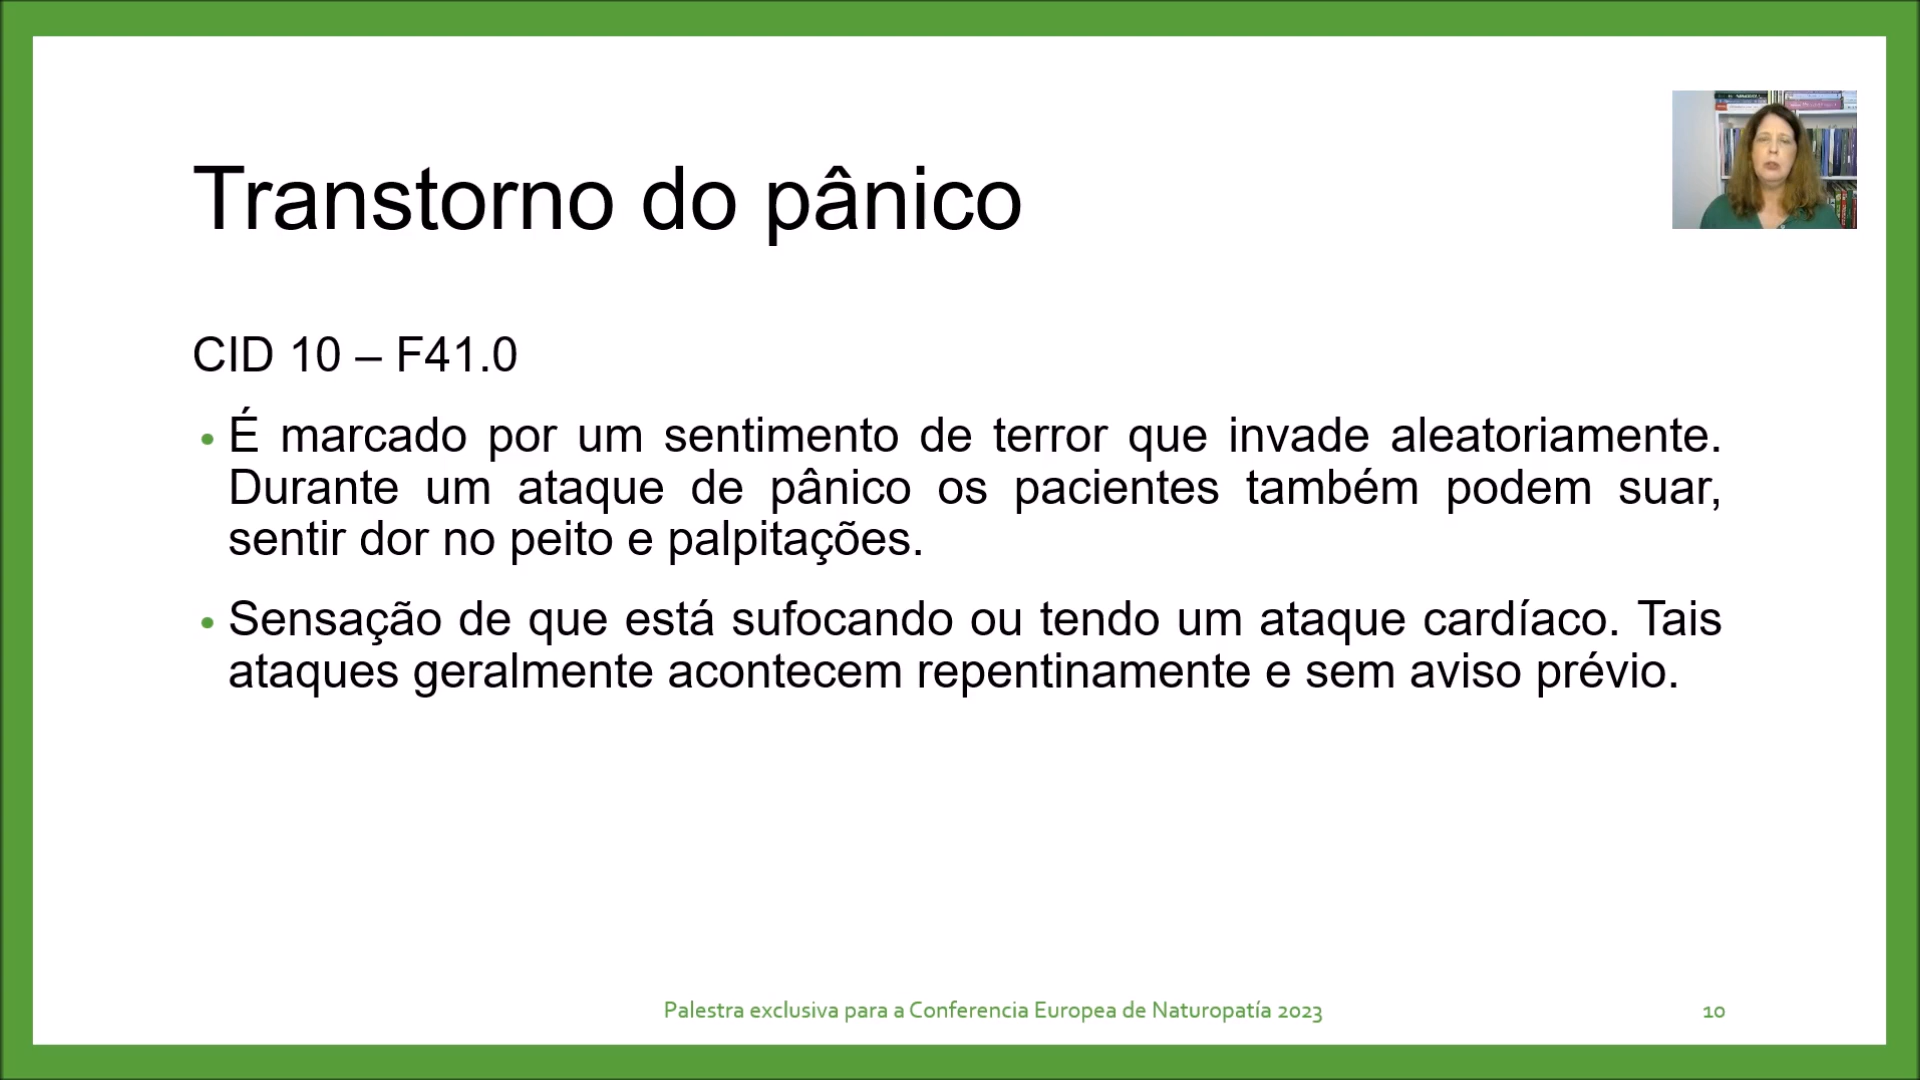 Transtorno do pânico
CID 10 – F41.0
• É marcado por um sentimento de terror que invade aleatoriamente.
Durante um ataque de pânico os pacientes também podem suar,
sentir dor no peito e palpitações.
• Sensação de que está sufocando ou tendo um ataque cardíaco. Tais
ataques geralmente acontecem repentinamente e sem aviso prévio.
Palestra exclusiva para a Conferencia Europea de Naturopatía 2023
10